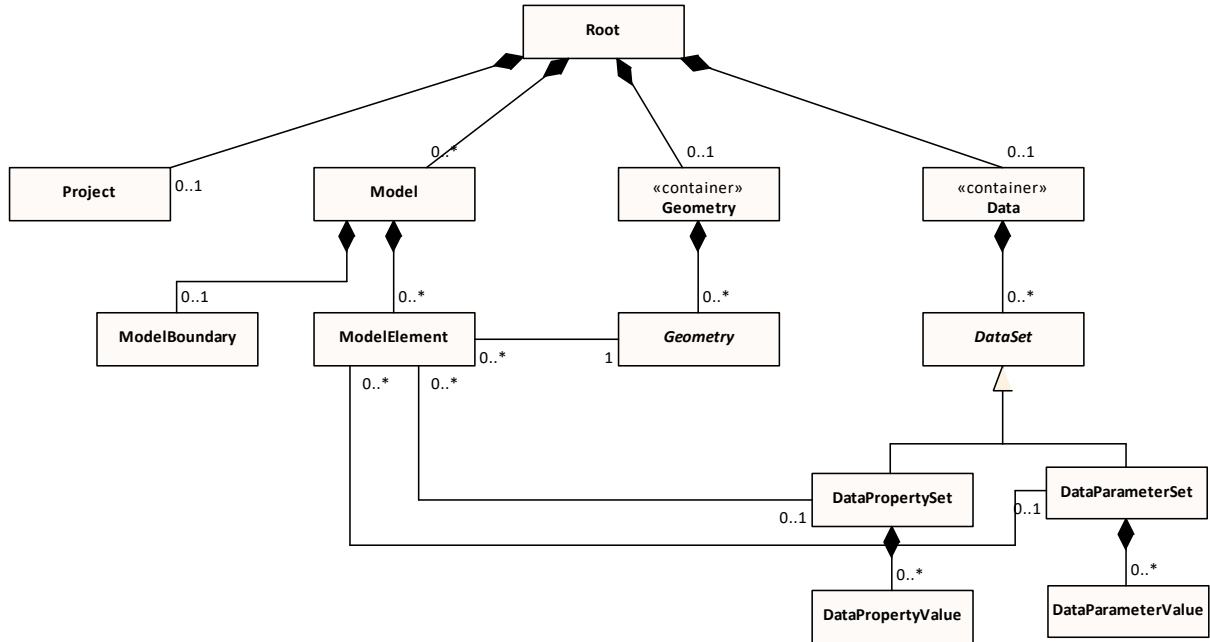 Root
0..*
0..1
0..1
Project
0..1
Model
«container»
Geometry
«container»
Data
0..1
0..*
0..*
0..*
ModelBoundary
ModelElement
0..*
1
Geometry
DataSet
0..*
0..*
DataPropertySet
0..1
DataParameterSet
0..1
0..*
0..*
DataPropertyValue
DataParameterValue